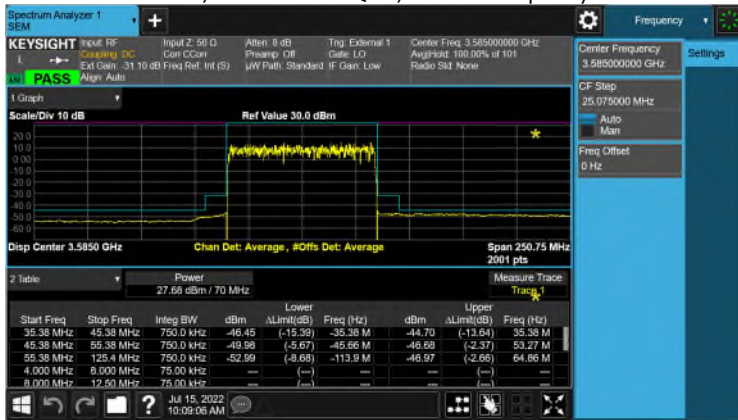 Spectrum Analyzer 1
SEM
Frequency
KEYSIGHT
Input: RF
Coupling: DC
Ext Gain: -31.10 dB
Align: Auto
Input Z: 50 Ω
Corr CCorr
Freq Ref: Int (S)
Atten: 8 dB
Preamp: Off
µW Path: Standard
Trig: External 1
Gate: LO
IF Gain: Low
Center Freq: 3.585000000 GHz
Avg|Hold: 100.00% of 101
Radio Std: None
L
PASS
Center Frequency
3.585000000 GHz
Settings
CF Step
25.075000 MHz
Auto
Man
Freq Offset
0 Hz
1 Graph
Scale/Div 10 dB
Ref Value 30.0 dBm
20.0
10.0
0.00
-10.0
-20.0
-30.0
-40.0
-50.0
-60.0
Disp Center 3.5850 GHz
Chan Det: Average, #Offs Det: Average
Span 250.75 MHz
2001 pts
2 Table
Power
27.68 dBm / 70 MHz
Measure Trace
Trace 1
Lower Upper
Start Freq Stop Freq Integ BW dBm ΔLimit(dB) Freq (Hz) dBm ΔLimit(dB) Freq (Hz)
35.38 MHz 45.38 MHz 750.0 kHz -46.45 (-15.39) -35.38 M -44.70 (-13.64) 35.38 M
45.38 MHz 55.38 MHz 750.0 kHz -49.98 (-5.67) -45.66 M -46.68 (-2.37) 53.27 M
55.38 MHz 125.4 MHz 750.0 kHz -52.99 (-8.68) -113.9 M -46.97 (-2.66) 64.86 M
4.000 MHz 8.000 MHz 75.00 kHz --- (---) --- --- (---) ---
8.000 MHz 12.50 MHz 75.00 kHz --- (---) --- --- (---) ---
Jul 15, 2022
10:09:06 AM